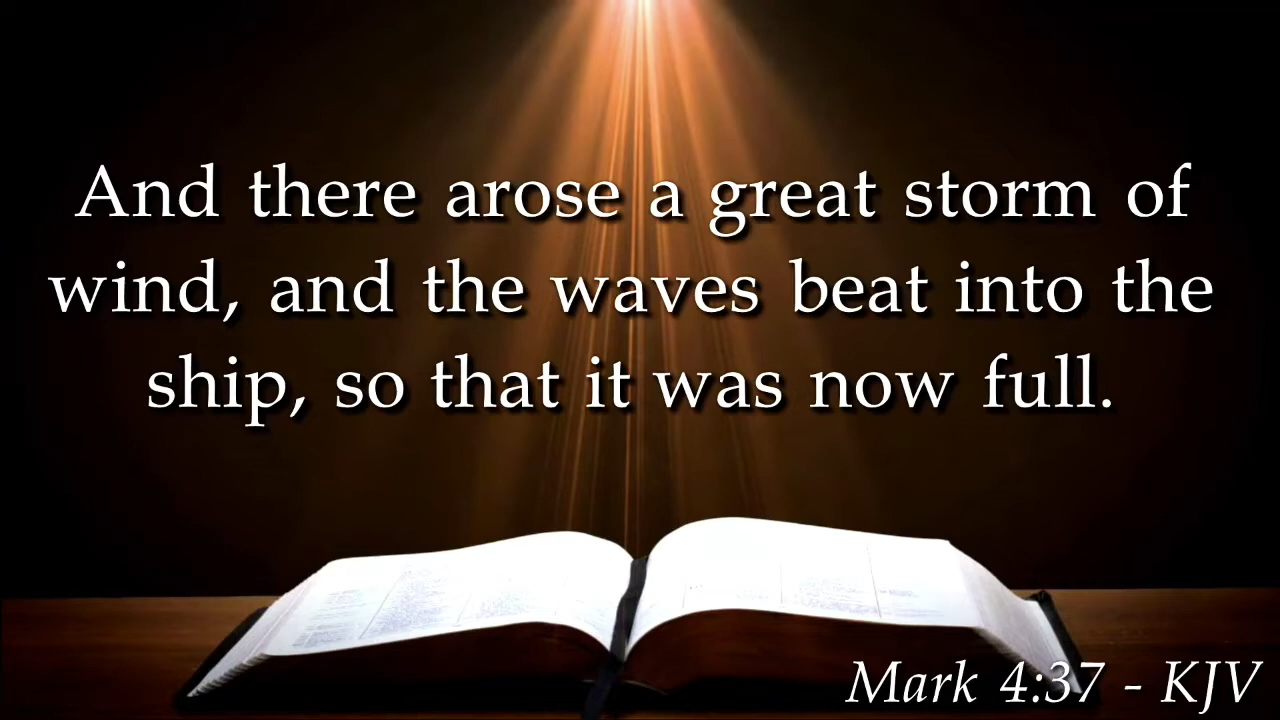 And there arose a great storm of
wind, and the waves beat into the
ship, so that it was now full.
Mark 4:37 - KJV